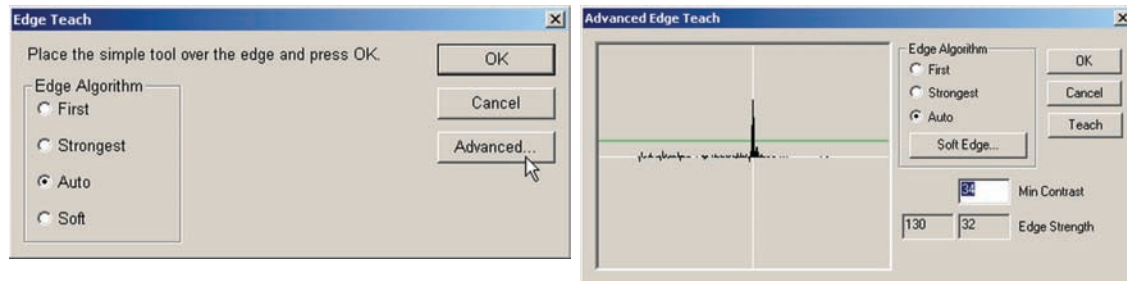 Edge Teach
Place the simple tool over the edge and press OK.
Edge Algorithm
First
Strongest
Auto
Soft
OK
Cancel
Advanced...
Advanced Edge Teach
Edge Algorithm
First
Strongest
Auto
Soft Edge...
OK
Cancel
Teach
34 Min Contrast
130 32 Edge Strength